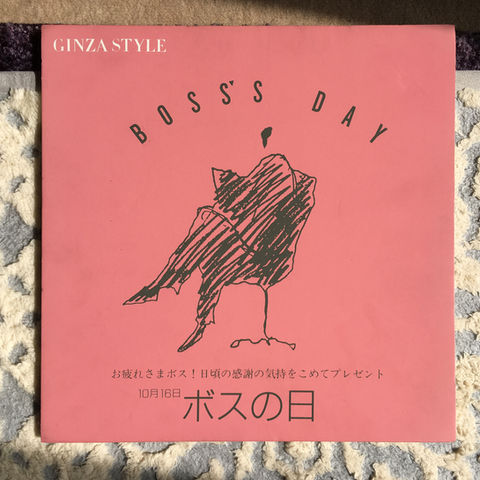 GINZA STYLE
BOSS'S DAY
お疲れさまボス！日頃の感謝の気持をこめてプレゼント
10月16日
ボスの日